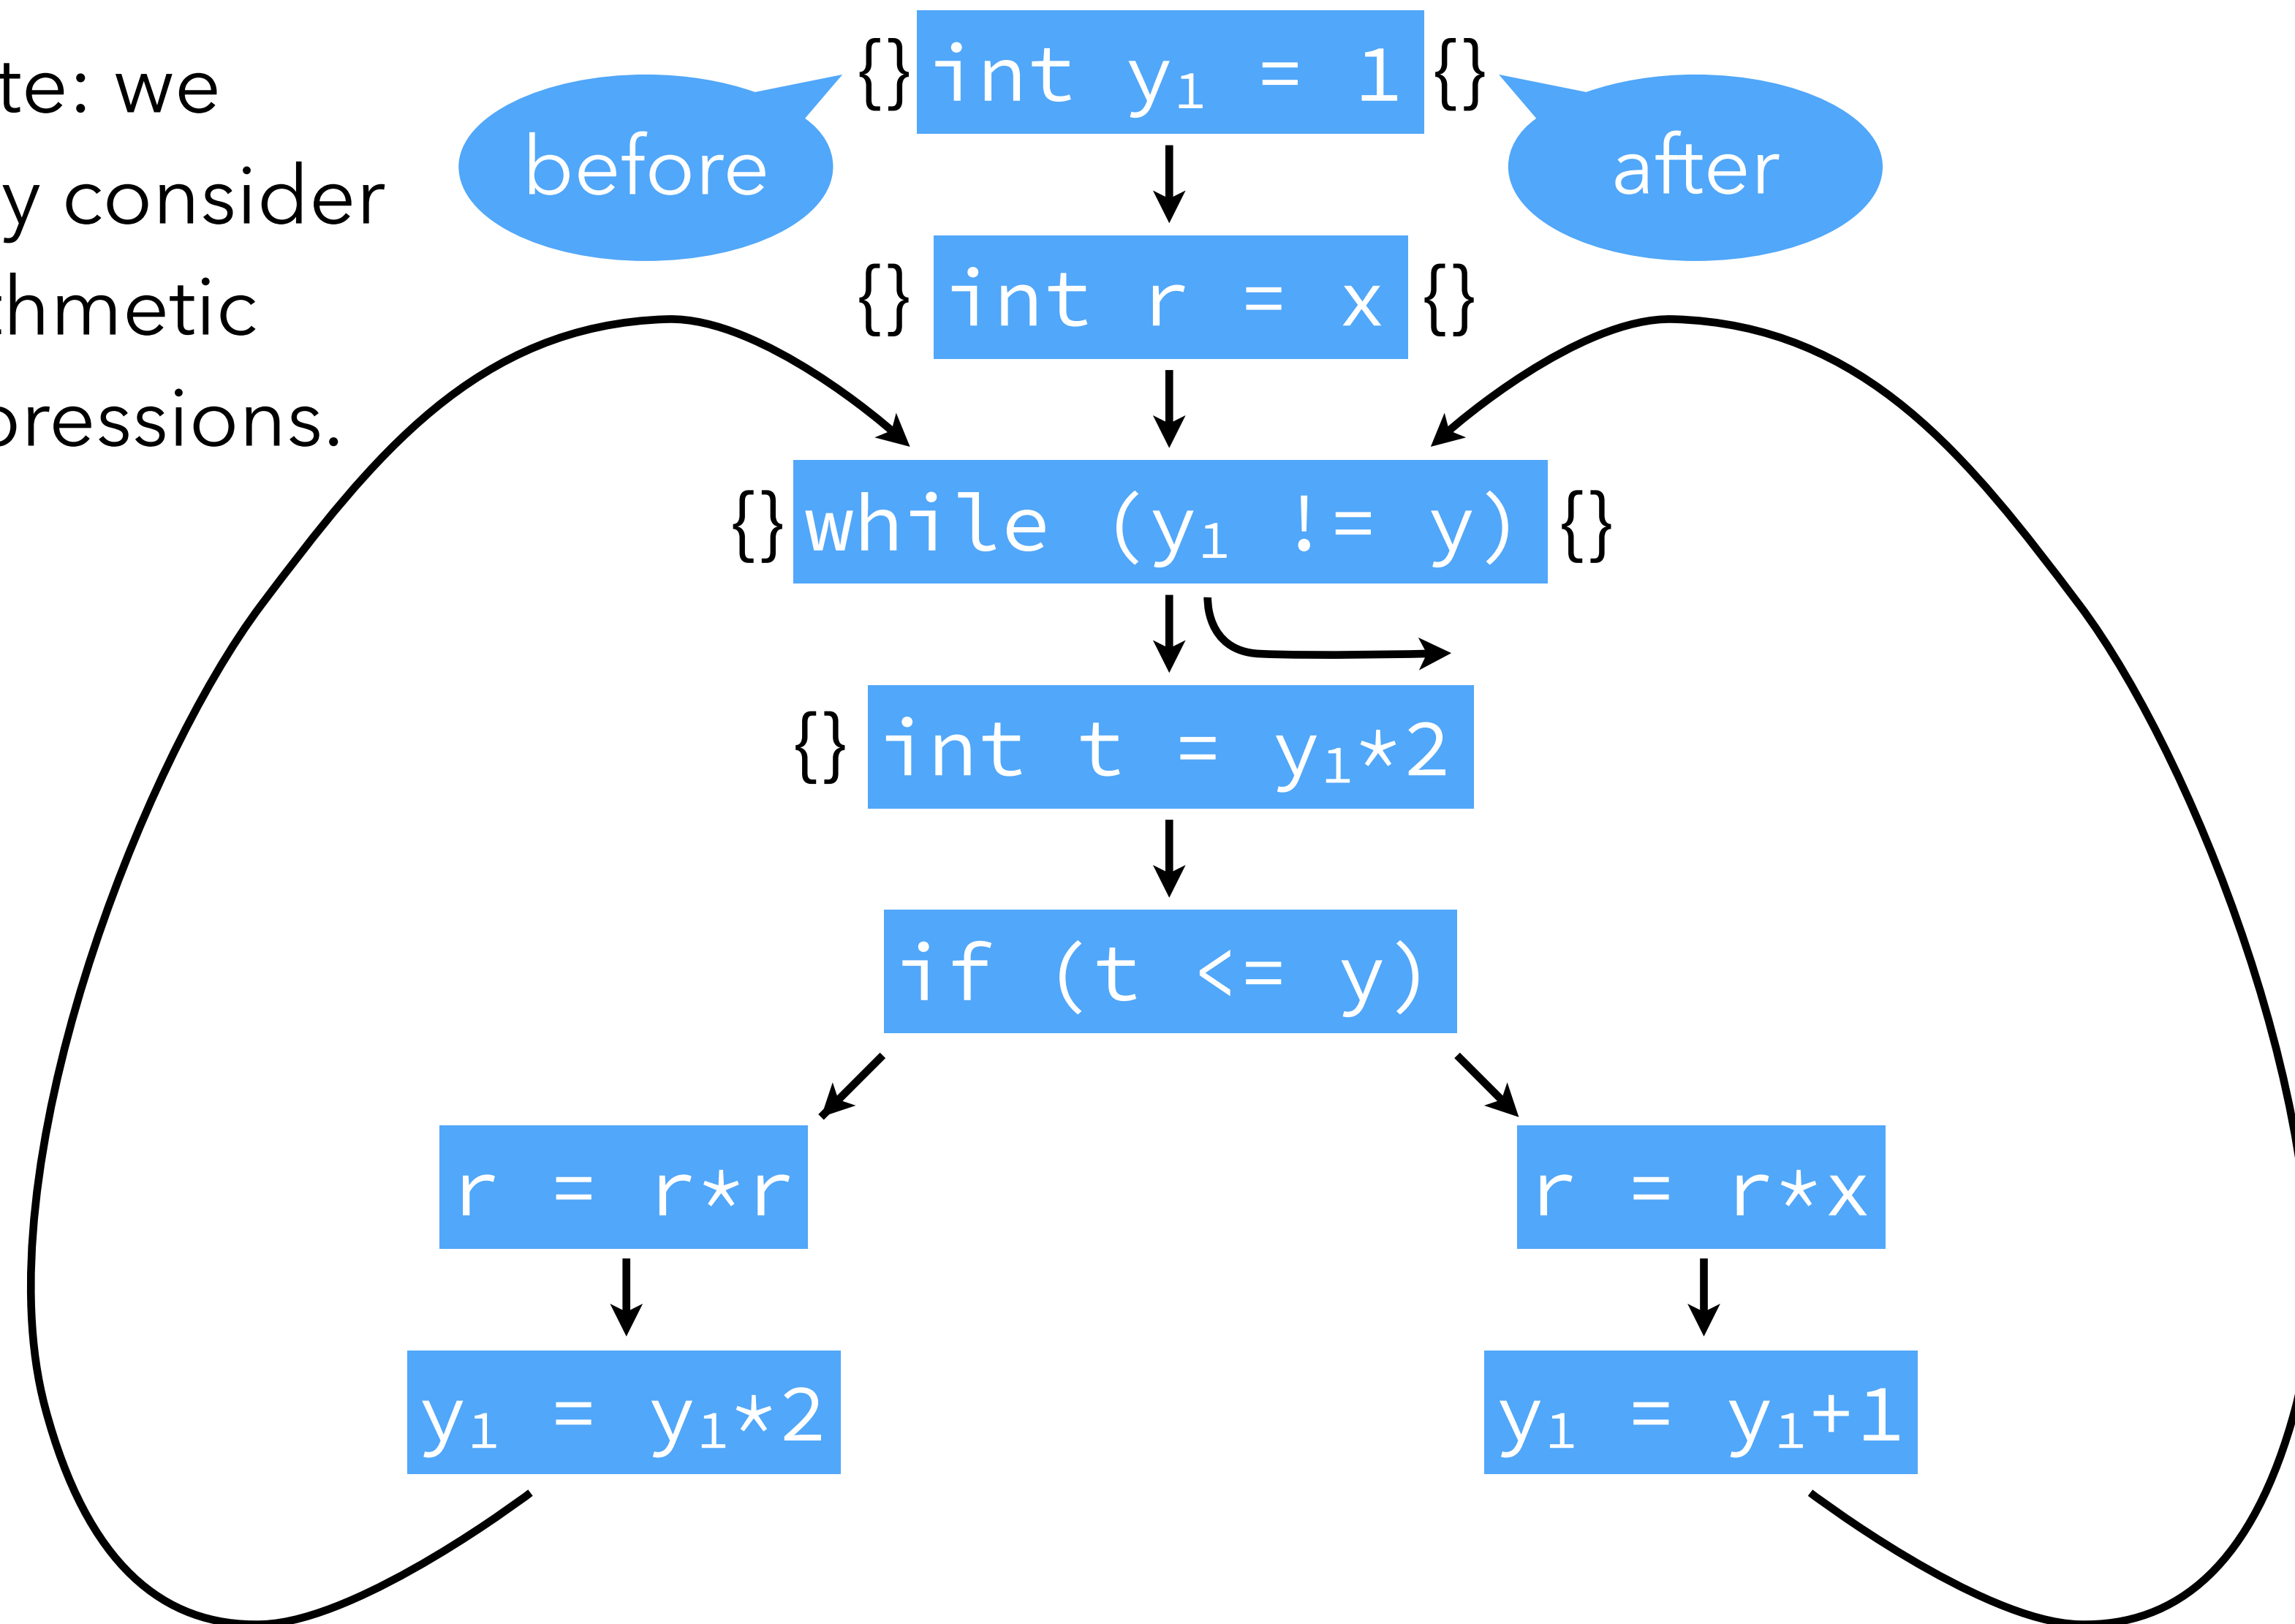 te: we
y consider
hmetic
ressions.
before
after
{} int y₁ = 1 {}
{} int r = x {}
{} while (y₁ != y) {}
{} int t = y₁*2
if (t <= y)
r = r*r
r = r*x
y₁ = y₁*2
y₁ = y₁+1